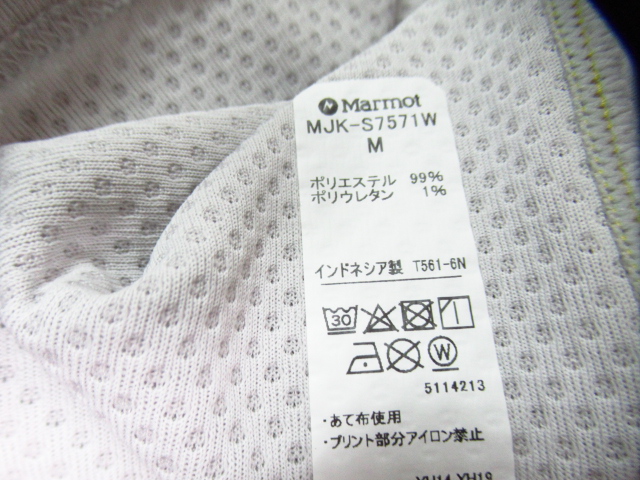 Marmot
MJK-S7571W
M
ポリエステル 99%
ポリウレタン 1%
インドネシア製 T561-6N
30
W
5114213
・あて布使用
・プリント部分アイロン禁止